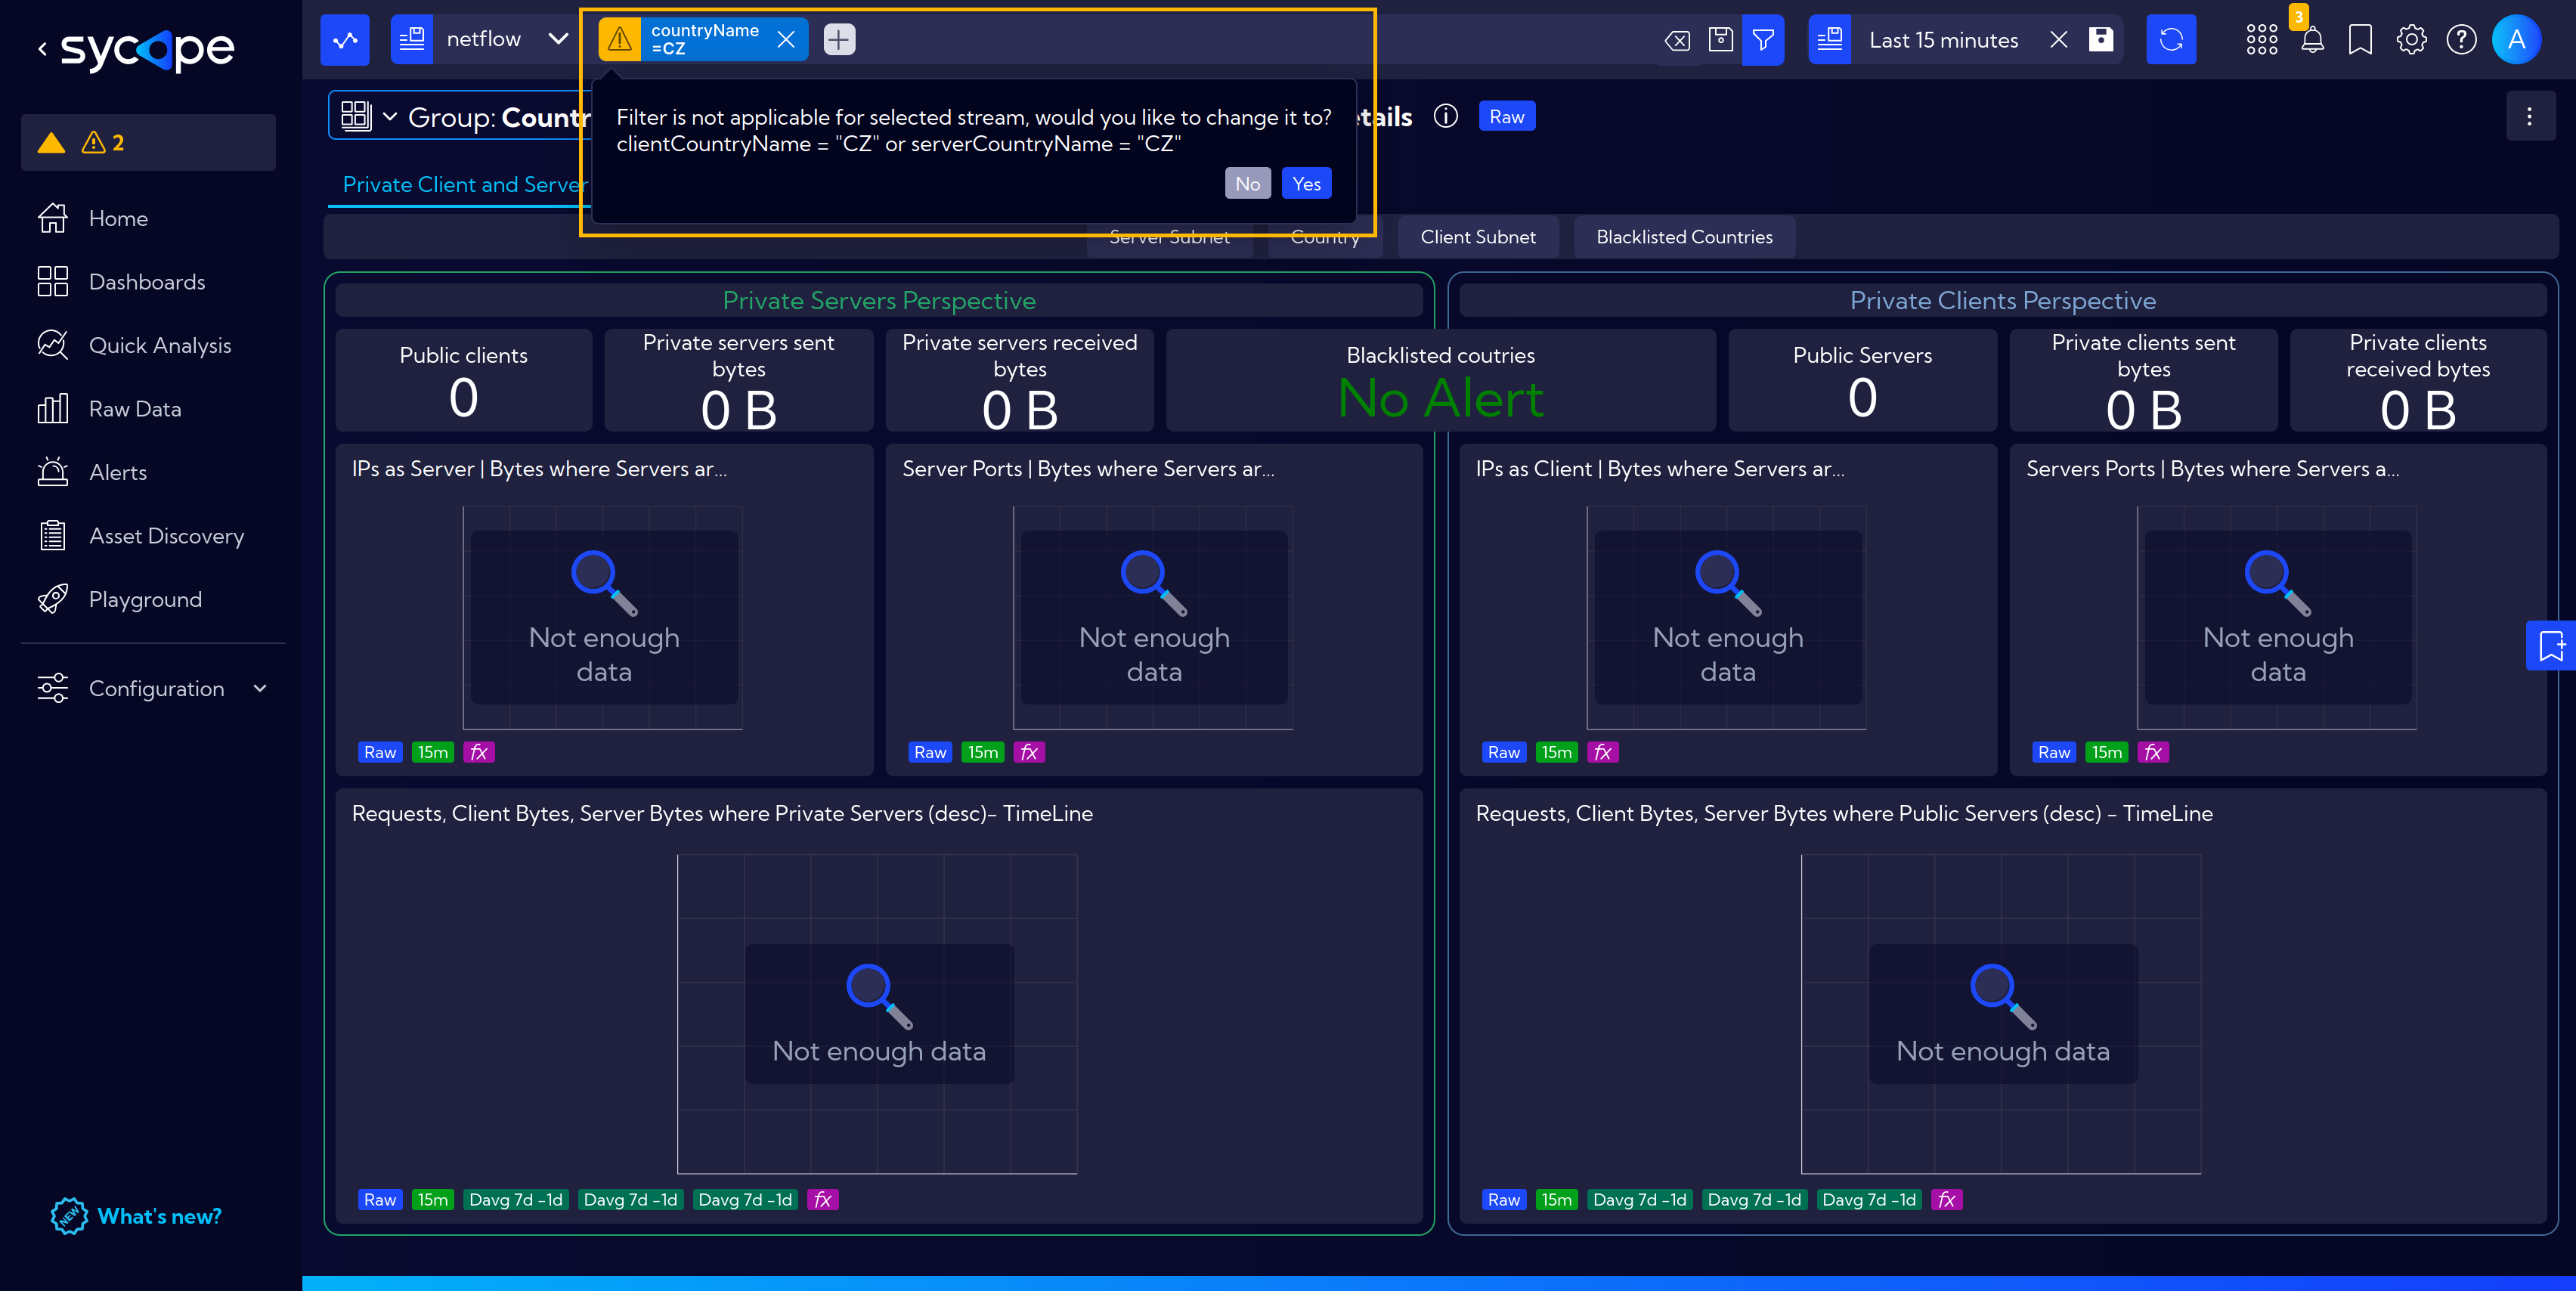 sycope
2
Home
Dashboards
Quick Analysis
Raw Data
Alerts
Asset Discovery
Playground
Configuration
NEW
What's new?
netflow
countryName
=CZ
Last 15 minutes
3
A
Group: Countr
etails
Raw
Filter is not applicable for selected stream, would you like to change it to?
clientCountryName = "CZ" or serverCountryName = "CZ"
No
Yes
Private Client and Server
Server Subnet
Country
Client Subnet
Blacklisted Countries
Private Servers Perspective
Public clients
0
Private servers sent
bytes
0 B
Private servers received
bytes
0 B
Blacklisted coutries
No Alert
Private Clients Perspective
Public Servers
0
Private clients sent
bytes
0 B
Private clients
received bytes
0 B
IPs as Server | Bytes where Servers ar...
Not enough
data
Raw 15m fx
Server Ports | Bytes where Servers ar...
Not enough
data
Raw 15m fx
IPs as Client | Bytes where Servers ar...
Not enough
data
Raw 15m fx
Servers Ports | Bytes where Servers a...
Not enough
data
Raw 15m fx
Requests, Client Bytes, Server Bytes where Private Servers (desc)- TimeLine
Not enough data
Raw 15m Davg 7d -1d Davg 7d -1d Davg 7d -1d fx
Requests, Client Bytes, Server Bytes where Public Servers (desc) - TimeLine
Not enough data
Raw 15m Davg 7d -1d Davg 7d -1d Davg 7d -1d fx